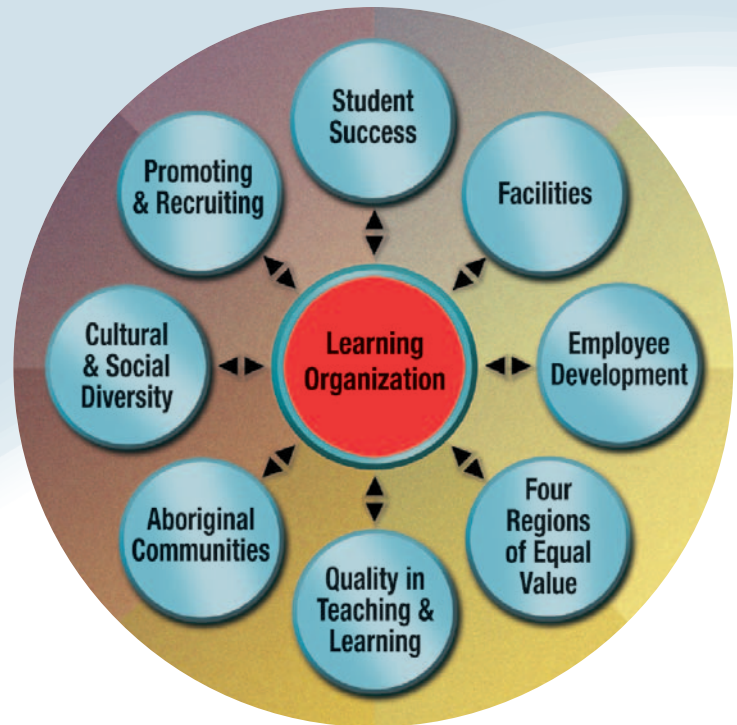 Student
Success
Facilities
Employee
Development
Four
Regions
of Equal
Value
Quality in
Teaching &
Learning
Aboriginal
Communities
Cultural
& Social
Diversity
Promoting
& Recruiting
Learning
Organization